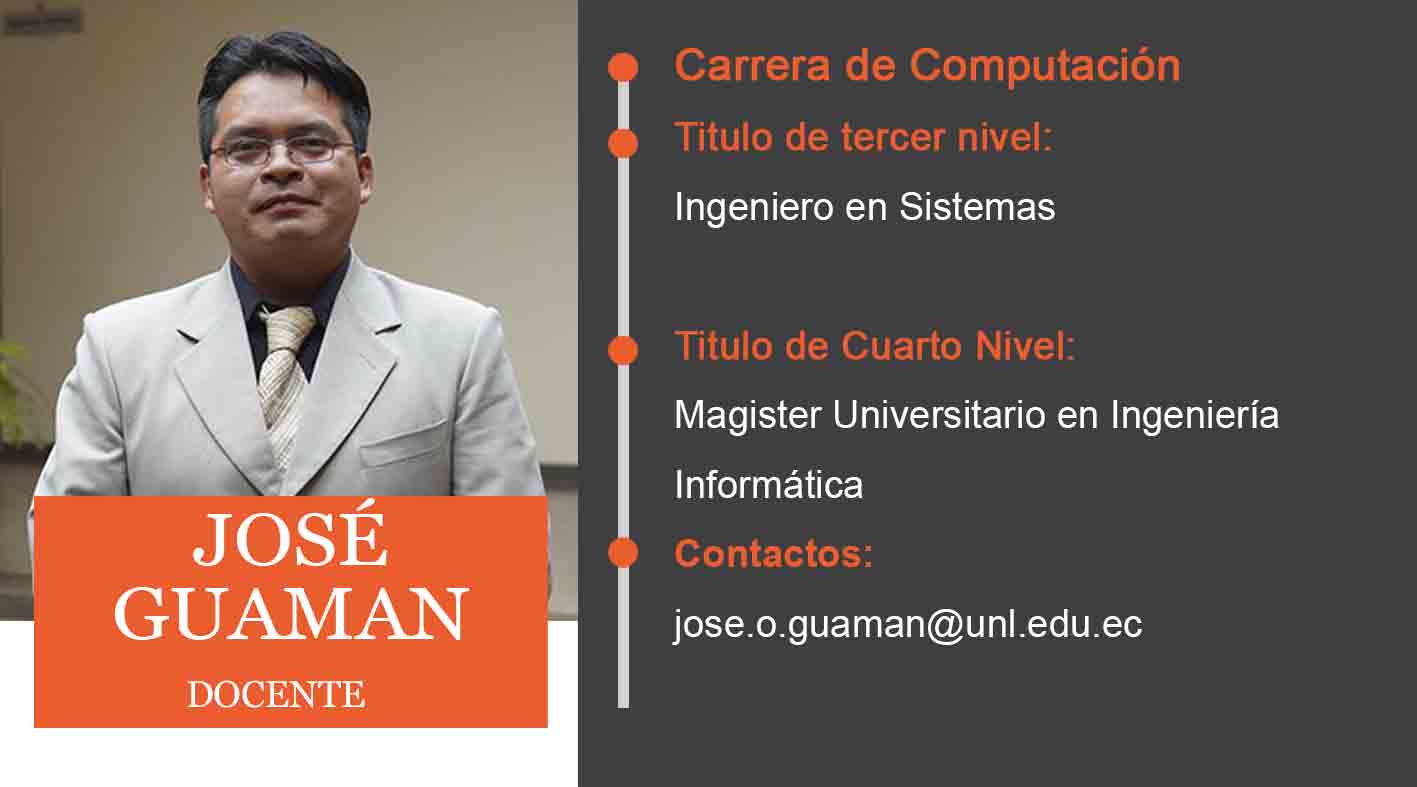 JOSÉ
GUAMAN
DOCENTE
Carrera de Computación
Titulo de tercer nivel:
Ingeniero en Sistemas
Titulo de Cuarto Nivel:
Magister Universitario en Ingeniería
Informática
Contactos:
jose.o.guaman@unl.edu.ec